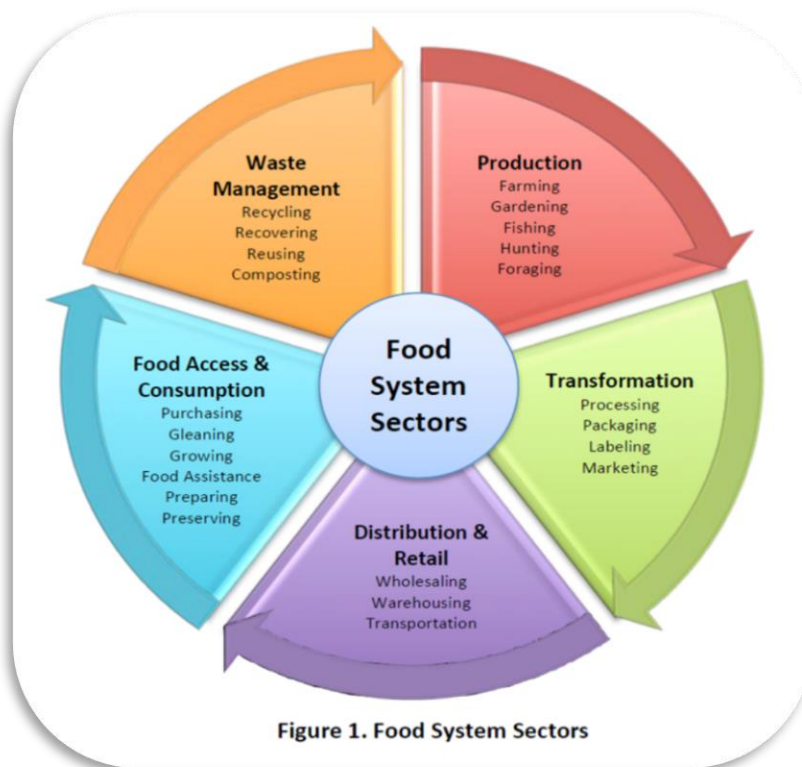 Production
Farming
Gardening
Fishing
Hunting
Foraging
Transformation
Processing
Packaging
Labeling
Marketing
Distribution &
Retail
Wholesaling
Warehousing
Transportation
Food Access &
Consumption
Purchasing
Gleaning
Growing
Food Assistance
Preparing
Preserving
Waste
Management
Recycling
Recovering
Reusing
Composting
Food
System
Sectors
Figure 1. Food System Sectors